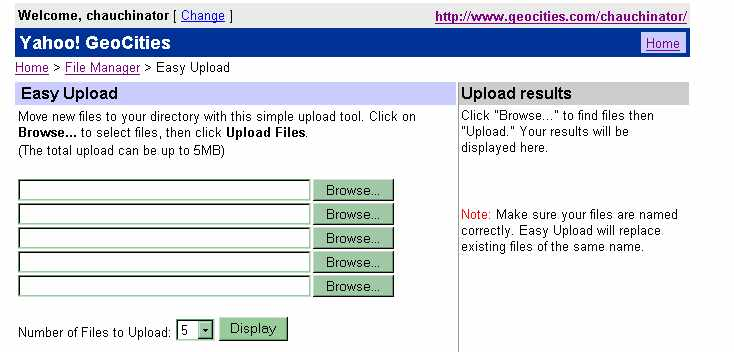 Welcome, chauchinator [ Change ]
http://www.geocities.com/chauchinator/
Yahoo! GeoCities
Home
Home > File Manager > Easy Upload
Easy Upload
Move new files to your directory with this simple upload tool. Click on
Browse... to select files, then click Upload Files.
(The total upload can be up to 5MB)
Browse...
Browse...
Browse...
Browse...
Browse...
Number of Files to Upload: 5 Display
Upload results
Click "Browse..." to find files then
"Upload." Your results will be
displayed here.
Note: Make sure your files are named
correctly. Easy Upload will replace
existing files of the same name.